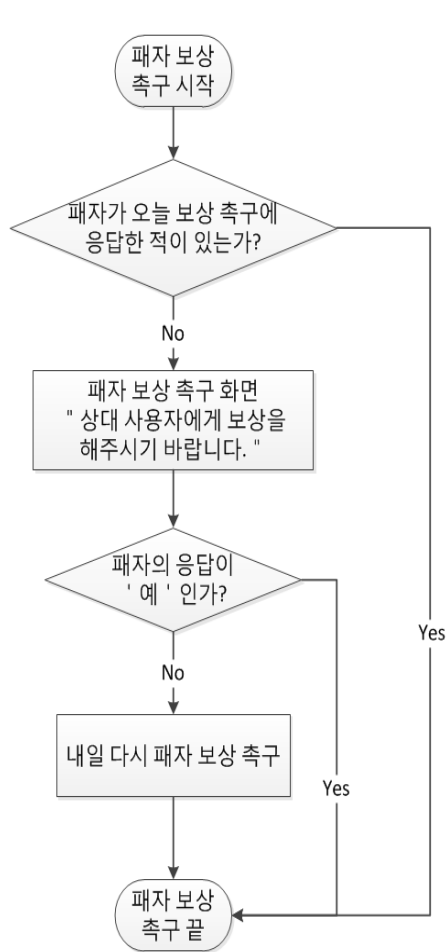 패자 보상
촉구 시작
패자가 오늘 보상 촉구에
응답한 적이 있는가?
No
패자 보상 촉구 화면
" 상대 사용자에게 보상을
해주시기 바랍니다. "
패자의 응답이
' 예 ' 인가?
Yes
No
내일 다시 패자 보상 촉구
Yes
패자 보상
촉구 끝